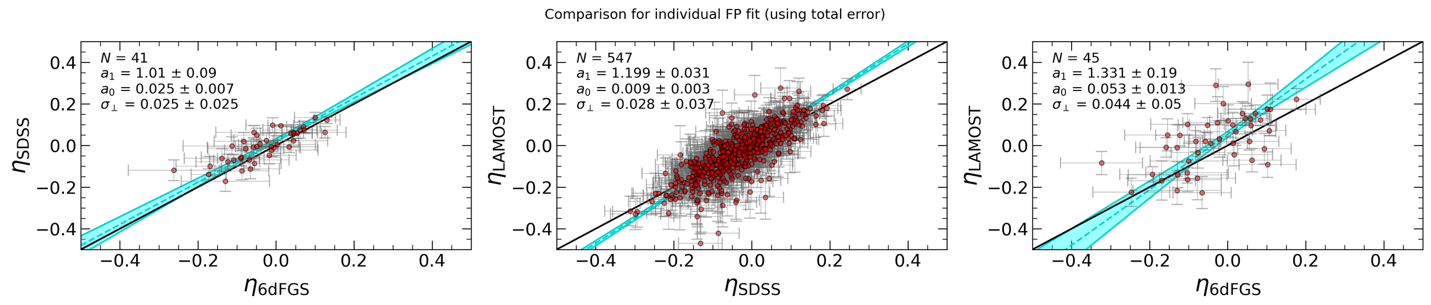 Comparison for individual FP fit (using total error)
N = 41
a₁ = 1.01 ± 0.09
a₀ = 0.025 ± 0.007
σ⊥ = 0.025 ± 0.025
0.4
0.2
0.0
−0.2
−0.4
η_SDSS
−0.4 −0.2 0.0 0.2 0.4
η_6dFGS
N = 547
a₁ = 1.199 ± 0.031
a₀ = 0.009 ± 0.003
σ⊥ = 0.028 ± 0.037
0.4
0.2
0.0
−0.2
−0.4
η_LAMOST
−0.4 −0.2 0.0 0.2 0.4
η_SDSS
N = 45
a₁ = 1.331 ± 0.19
a₀ = 0.053 ± 0.013
σ⊥ = 0.044 ± 0.05
0.4
0.2
0.0
−0.2
−0.4
η_LAMOST
−0.4 −0.2 0.0 0.2 0.4
η_6dFGS